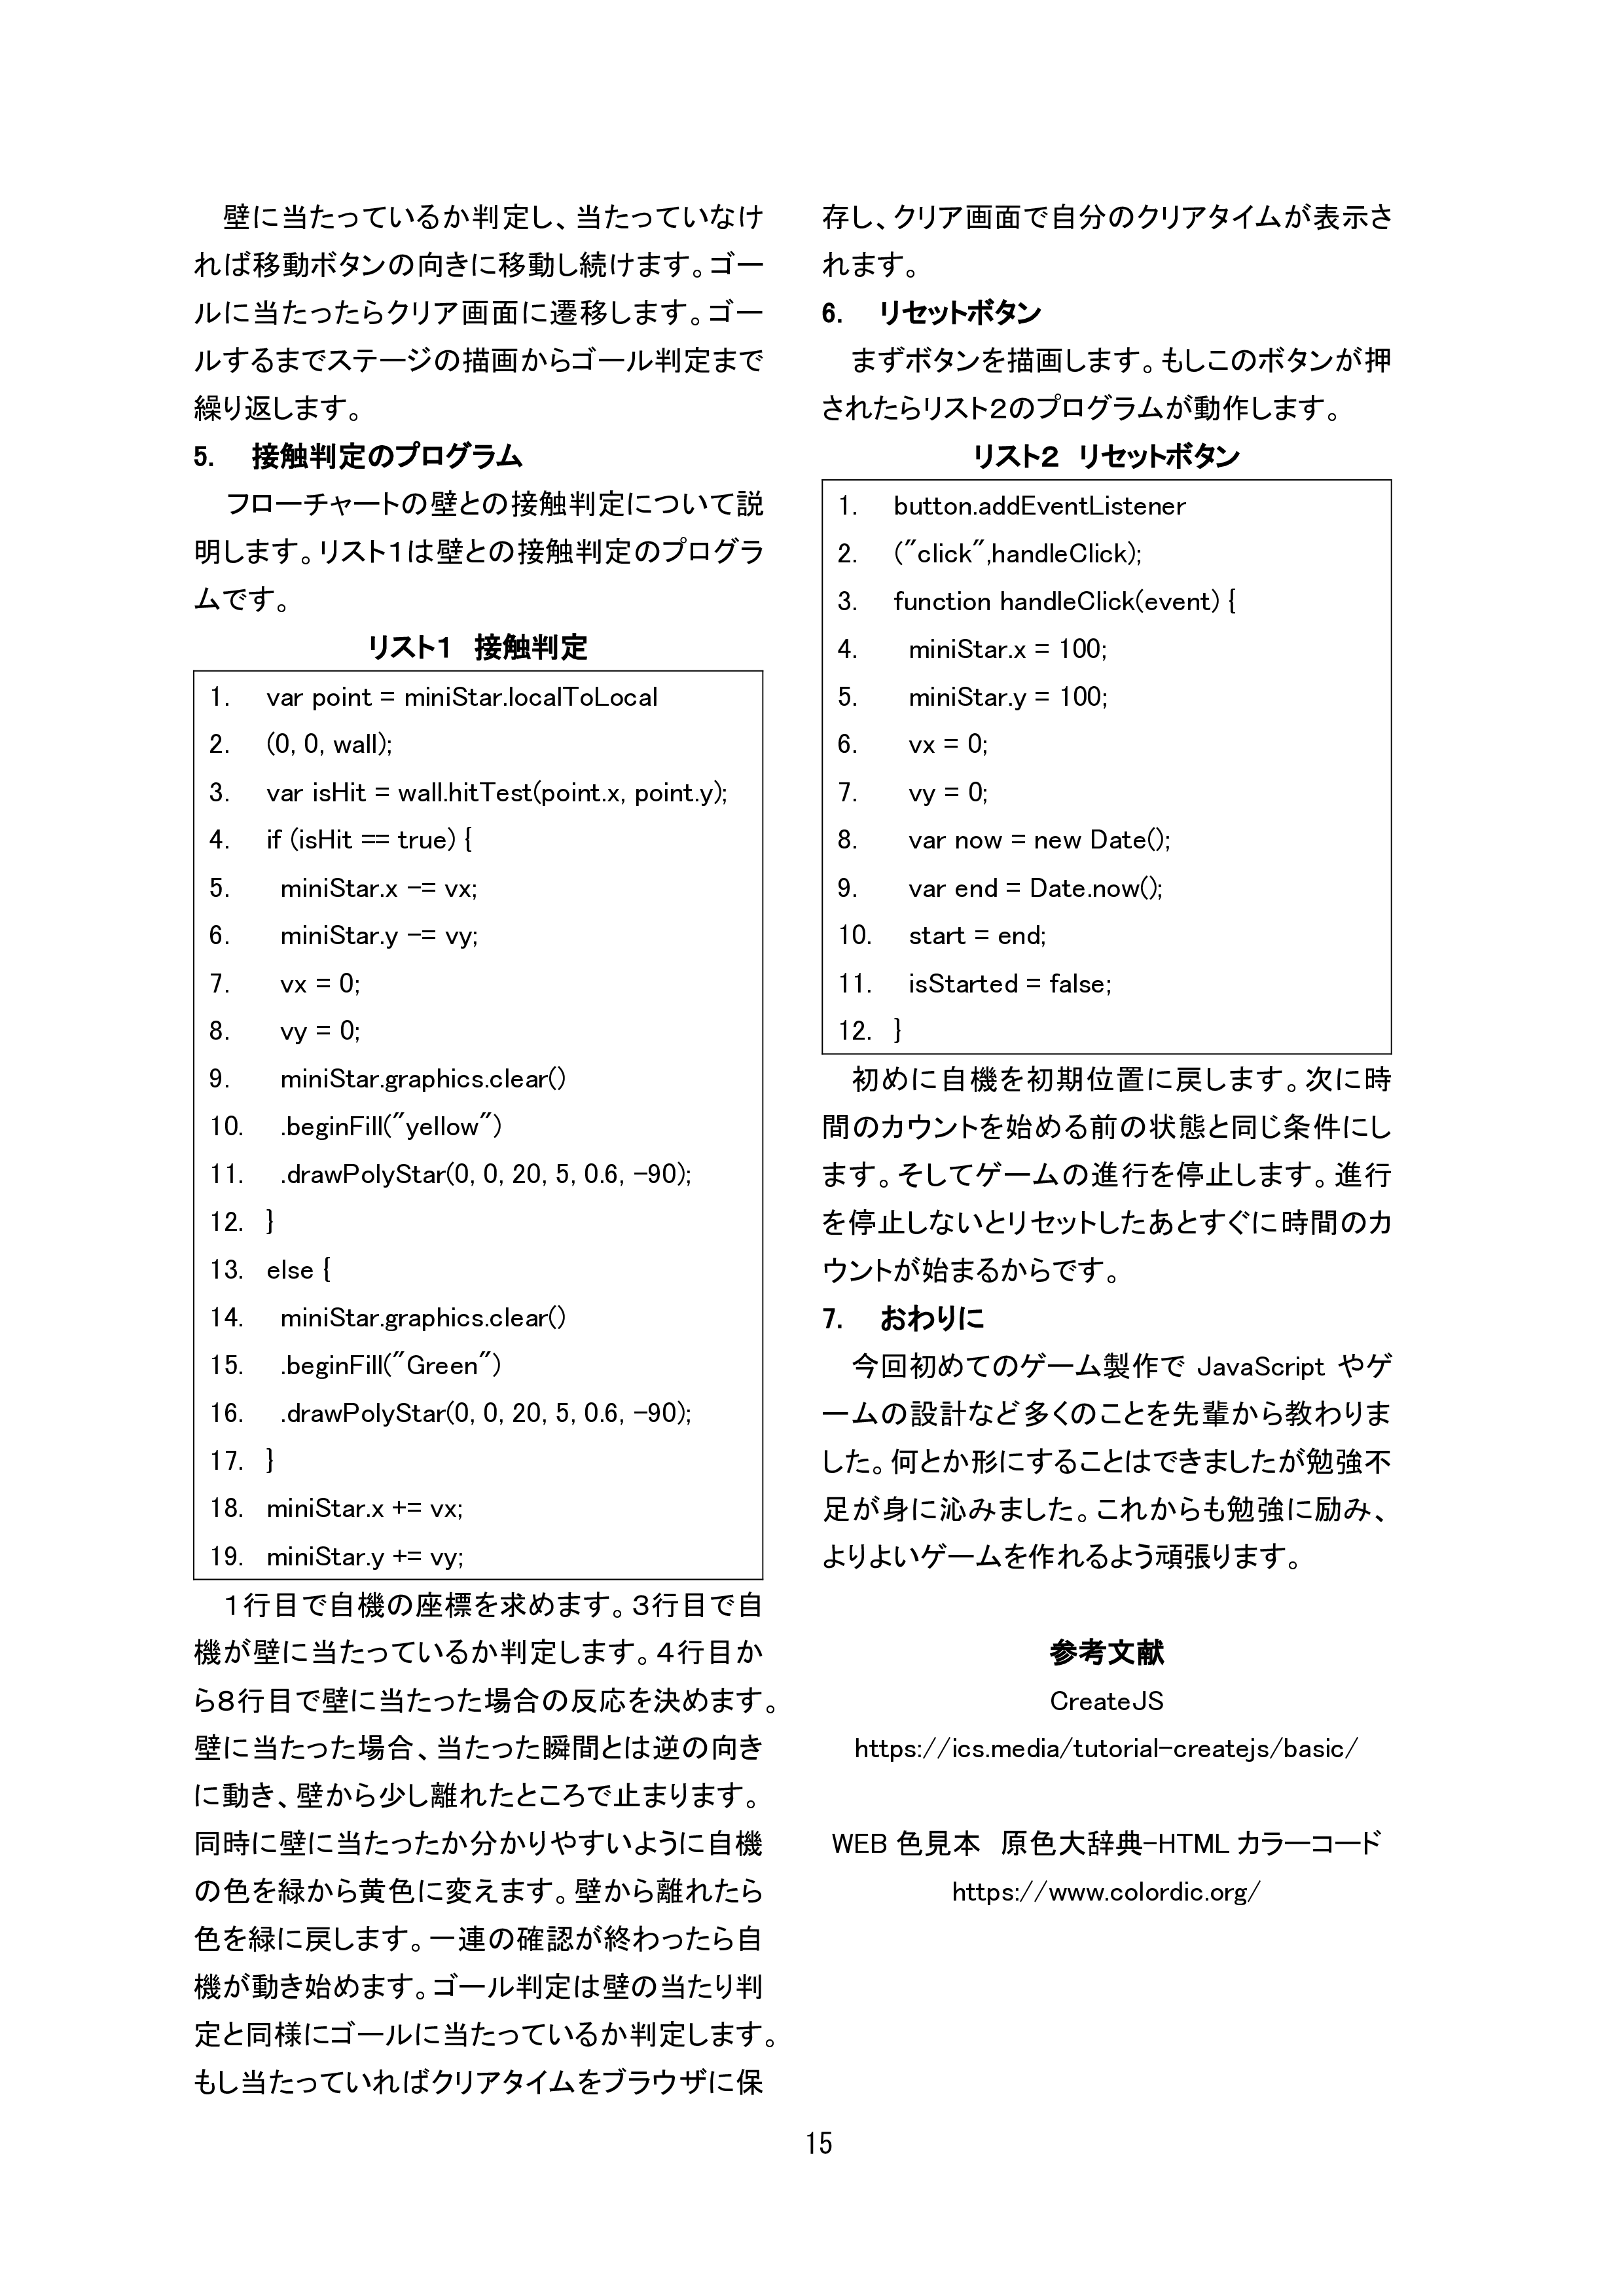 壁に当たっているか判定し、当たっていなけ
れば移動ボタンの向きに移動し続けます。ゴー
ルに当たったらクリア画面に遷移します。ゴー
ルするまでステージの描画からゴール判定まで
繰り返します。
5. 接触判定のプログラム
フローチャートの壁との接触判定について説
明します。リスト1は壁との接触判定のプログラ
ムです。
リスト1 接触判定
1. var point = miniStar.localToLocal
2. (0, 0, wall);
3. var isHit = wall.hitTest(point.x, point.y);
4. if (isHit == true) {
5. miniStar.x -= vx;
6. miniStar.y -= vy;
7. vx = 0;
8. vy = 0;
9. miniStar.graphics.clear()
10. .beginFill("yellow")
11. .drawPolyStar(0, 0, 20, 5, 0.6, -90);
12. }
13. else {
14. miniStar.graphics.clear()
15. .beginFill("Green")
16. .drawPolyStar(0, 0, 20, 5, 0.6, -90);
17. }
18. miniStar.x += vx;
19. miniStar.y += vy;
1行目で自機の座標を求めます。3行目で自
機が壁に当たっているか判定します。4行目か
ら8行目で壁に当たった場合の反応を決めます。
壁に当たった場合、当たった瞬間とは逆の向き
に動き、壁から少し離れたところで止まります。
同時に壁に当たったか分かりやすいように自機
の色を緑から黄色に変えます。壁から離れたら
色を緑に戻します。一連の確認が終わったら自
機が動き始めます。ゴール判定は壁の当たり判
定と同様にゴールに当たっているか判定します。
もし当たっていればクリアタイムをブラウザに保
存し、クリア画面で自分のクリアタイムが表示さ
れます。
6. リセットボタン
まずボタンを描画します。もしこのボタンが押
されたらリスト2のプログラムが動作します。
リスト2 リセットボタン
1. button.addEventListener
2. ("click",handleClick);
3. function handleClick(event) {
4. miniStar.x = 100;
5. miniStar.y = 100;
6. vx = 0;
7. vy = 0;
8. var now = new Date();
9. var end = Date.now();
10. start = end;
11. isStarted = false;
12. }
初めに自機を初期位置に戻します。次に時
間のカウントを始める前の状態と同じ条件にし
ます。そしてゲームの進行を停止します。進行
を停止しないとリセットしたあとすぐに時間のカ
ウントが始まるからです。
7. おわりに
今回初めてのゲーム製作で JavaScript やゲ
ームの設計など多くのことを先輩から教わりま
した。何とか形にすることはできましたが勉強不
足が身に沁みました。これからも勉強に励み、
よりよいゲームを作れるよう頑張ります。
参考文献
CreateJS
https://ics.media/tutorial-createjs/basic/
WEB 色見本 原色大辞典-HTML カラーコード
https://www.colordic.org/
15